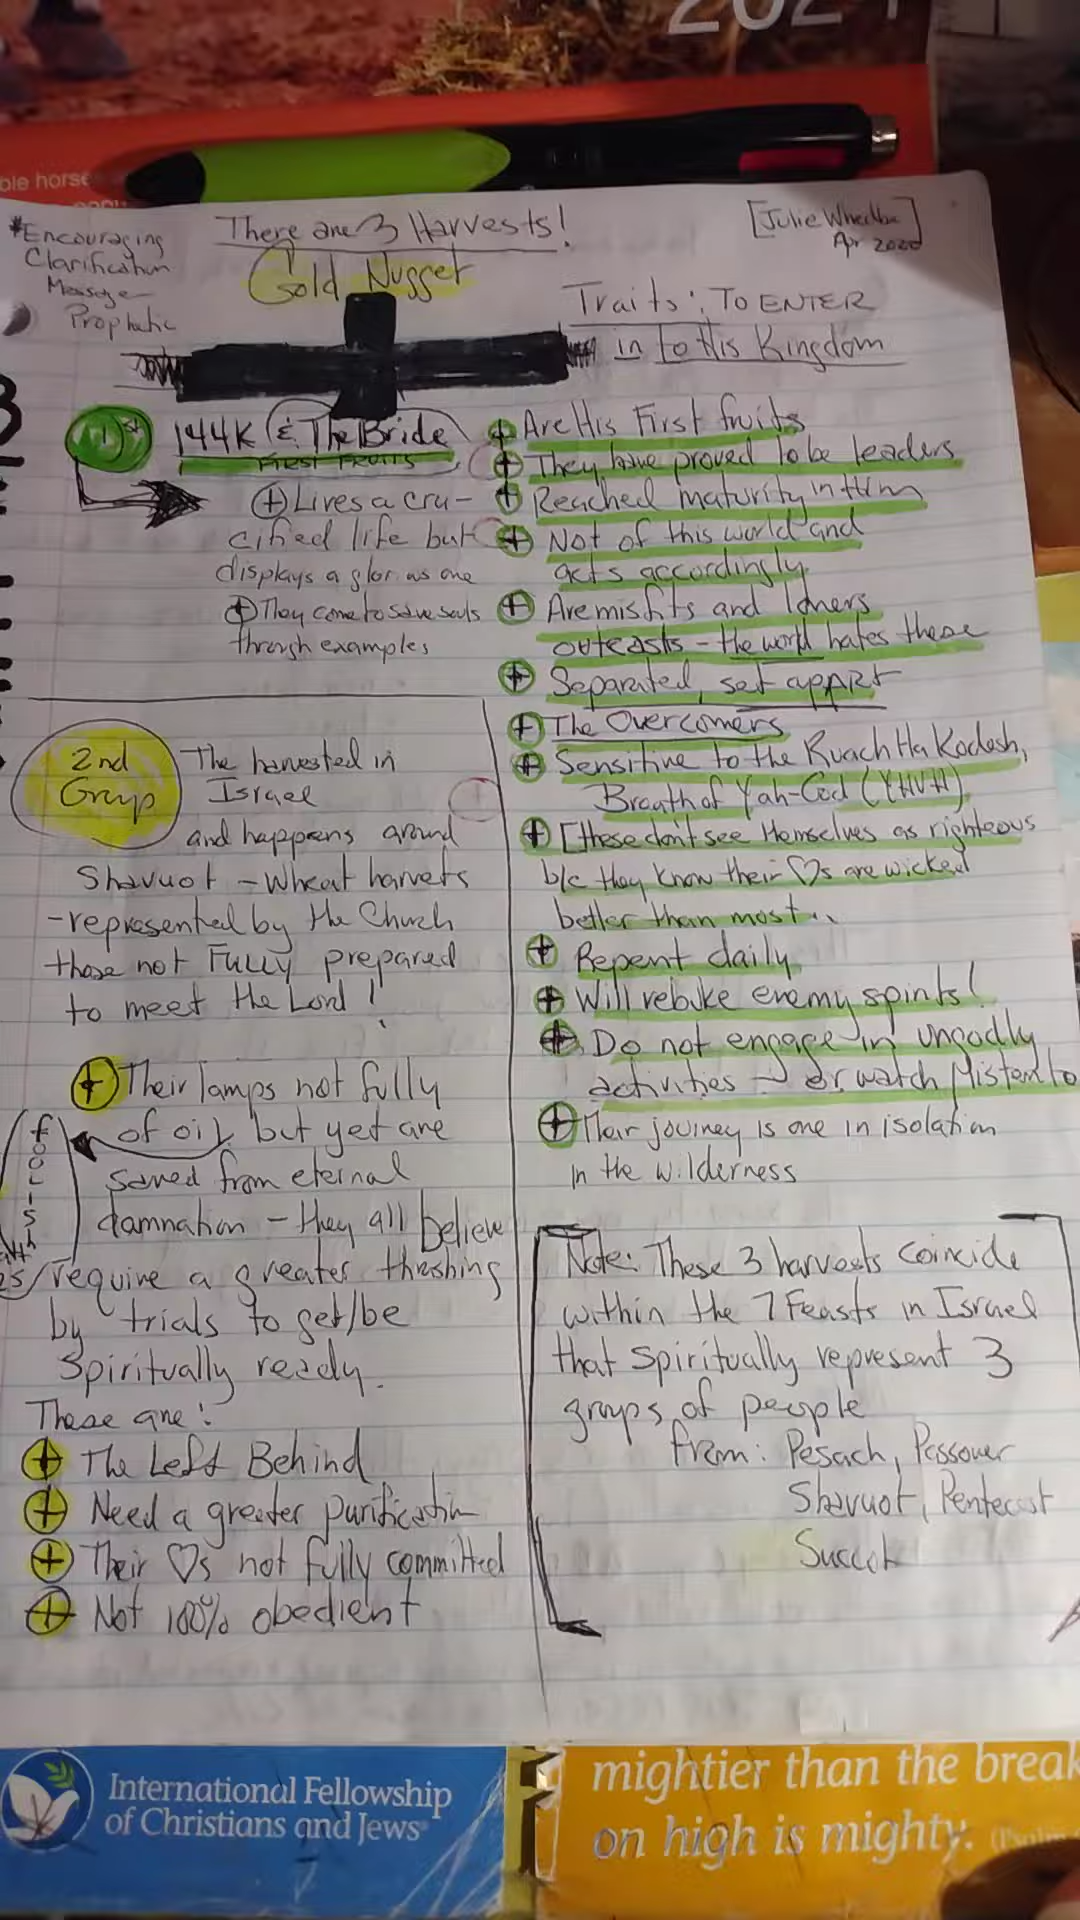 2024
ble horse
*Encouraging
Clarification
Message
Prophetic
There are 3 Harvests!
Gold Nugget
[Julie Whedbe]
Apr 2020
Traits: TO ENTER
in to His Kingdom
1st
144K & The Bride
FIRST FRUITS
+ Lives a cru-
cified life but
displays a glor.us one
+ They come to save souls
through examples
+ Are His First fruits
+ They have proved to be leaders
+ Reached maturity in Him
+ Not of this world and
acts accordingly
+ Are misfits and loners
outcasts - the world hates these
+ Separated, set appART
+ The Overcomers
+ Sensitive to the Ruach Ha Kodesh,
Breath of Yah-God (YHVH)
+ [these don't see themselves as righteous
b/c they know their ♡s are wicked
better than most...
+ Repent daily
+ Will rebuke enemy spirits!
+ Do not engage in ungodly
activities - or watch/listen to
+ Their journey is one in isolation
in the wilderness
2nd
Group
The harvested in
Israel
and happpens around
Shavuot - Wheat harvets
- represented by the Church
those not FULLY prepared
to meet the Lord!
+ Their lamps not fully
of oil, but yet are
saved from eternal
damnation - they all believe
foolish
require a greater threshing
by trials to get/be
spiritually ready.
These are:
+ The Left Behind
+ Need a greater purification
+ Their ♡s not fully committed
+ Not 100% obedient
Note: These 3 harvests coincide
within the 7 Feasts in Israel
that spiritually represent 3
groups of people
from: Pesach, Passover
Shavuot, Pentecost
Succot
International Fellowship
of Christians and Jews
mightier than the break
on high is mighty.